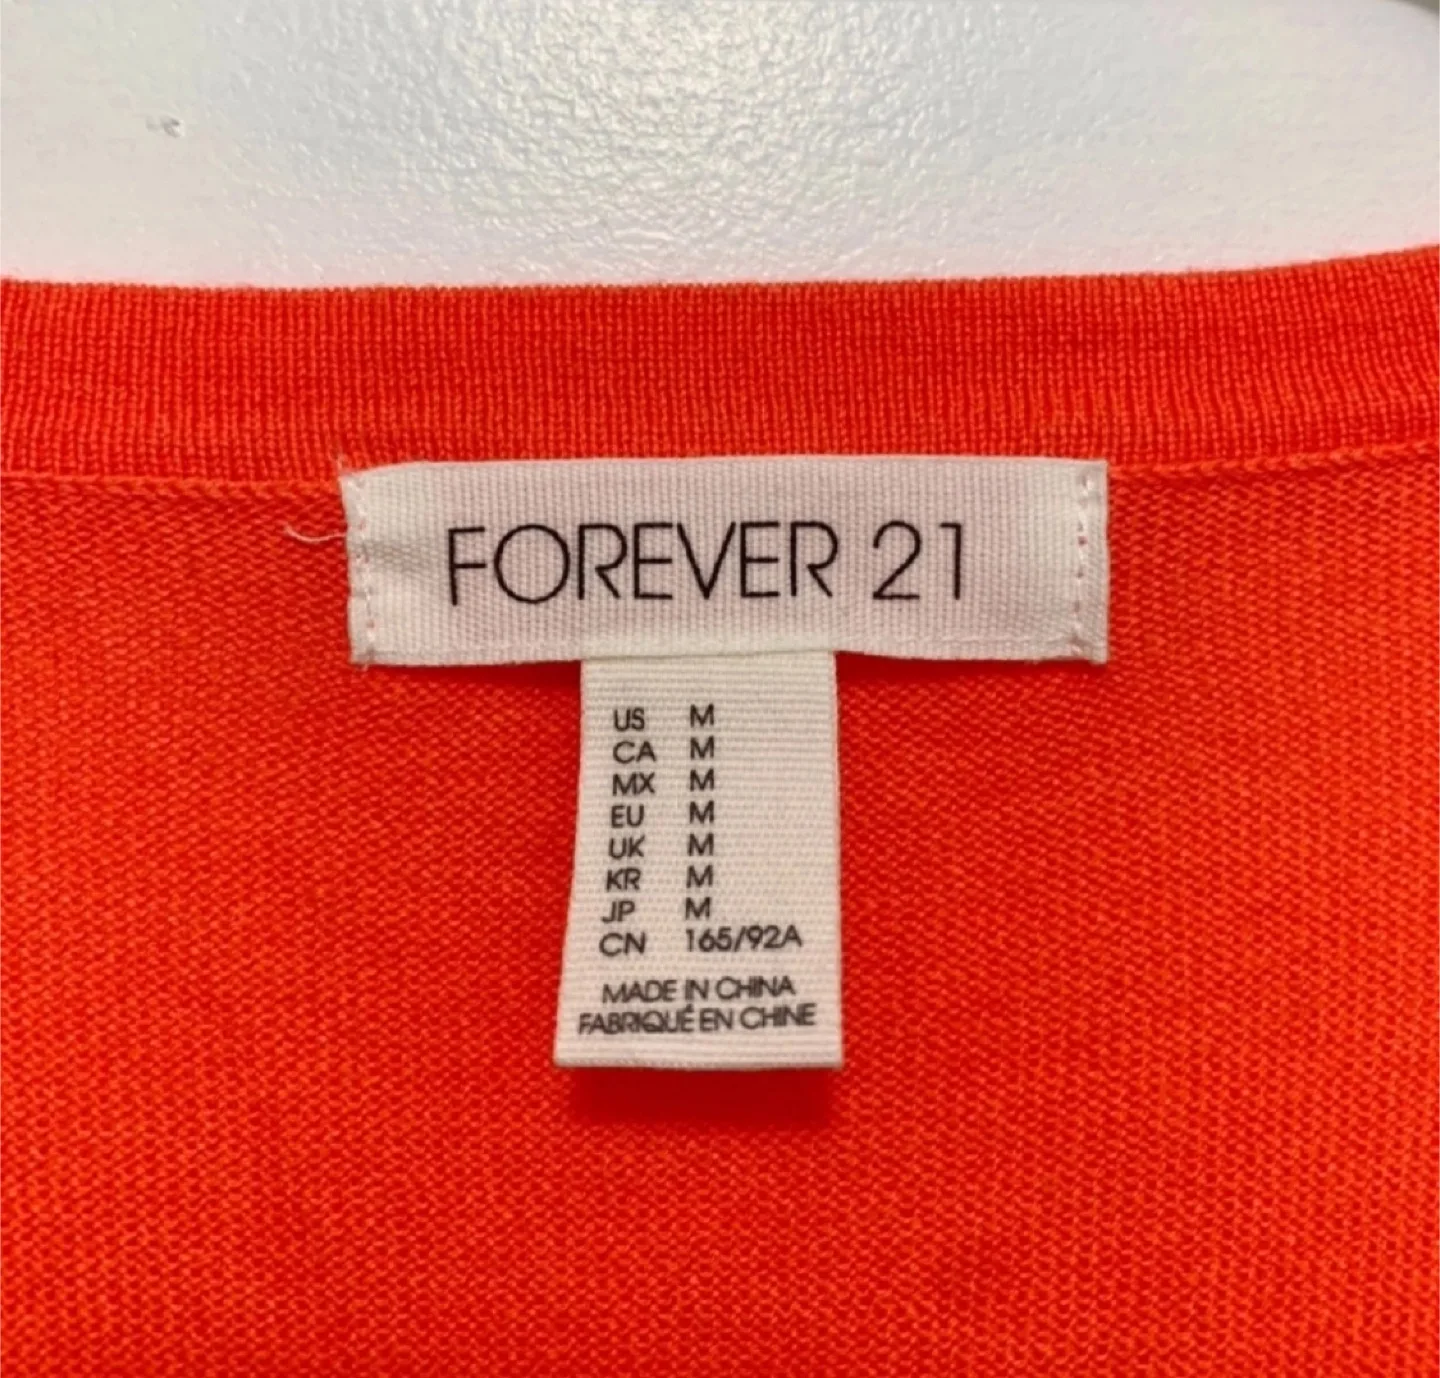 FOREVER 21
US M
CA M
MX M
EU M
UK M
KR M
JP M
CN 165/92A
MADE IN CHINA
FABRIQUÉ EN CHINE